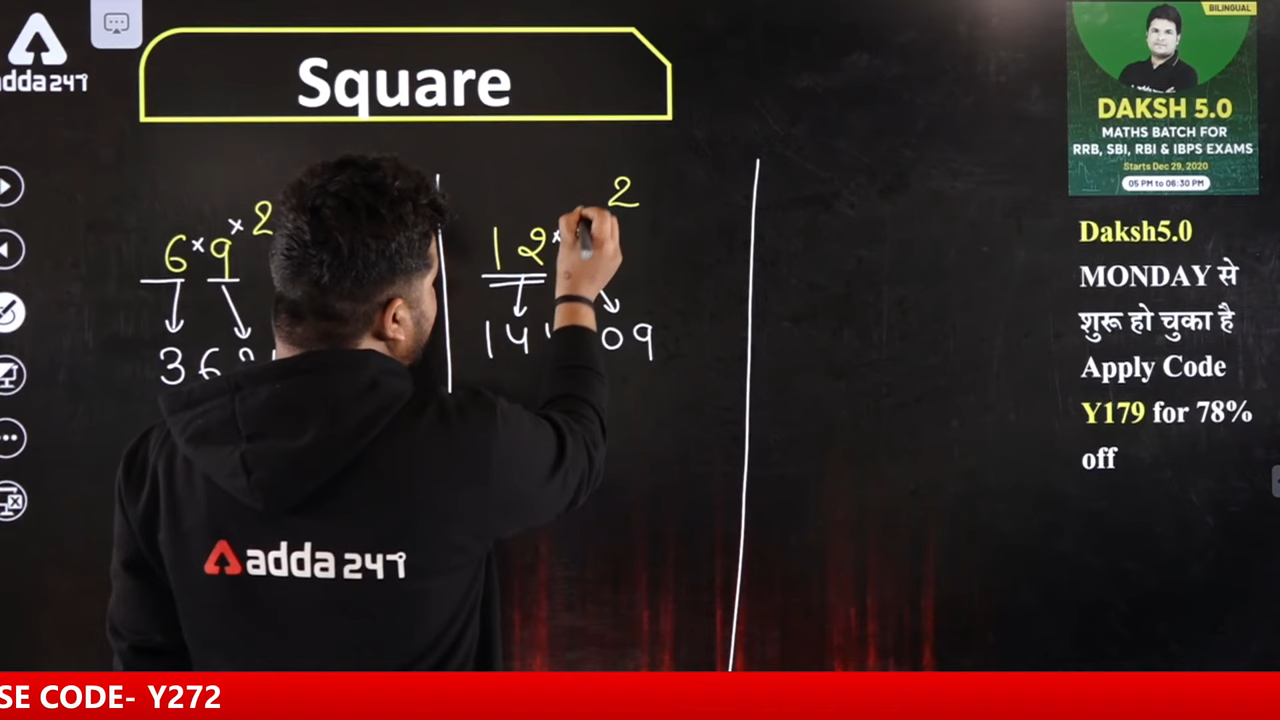 adda247
Square
BILINGUAL
DAKSH 5.0
MATHS BATCH FOR
RRB, SBI, RBI & IBPS EXAMS
Starts Dec 29, 2020
05 PM to 06:30 PM
6 × 9 × 2
36
12 × 2
14 09
Daksh5.0
MONDAY से
शुरू हो चुका है
Apply Code
Y179 for 78%
off
adda247
SE CODE- Y272